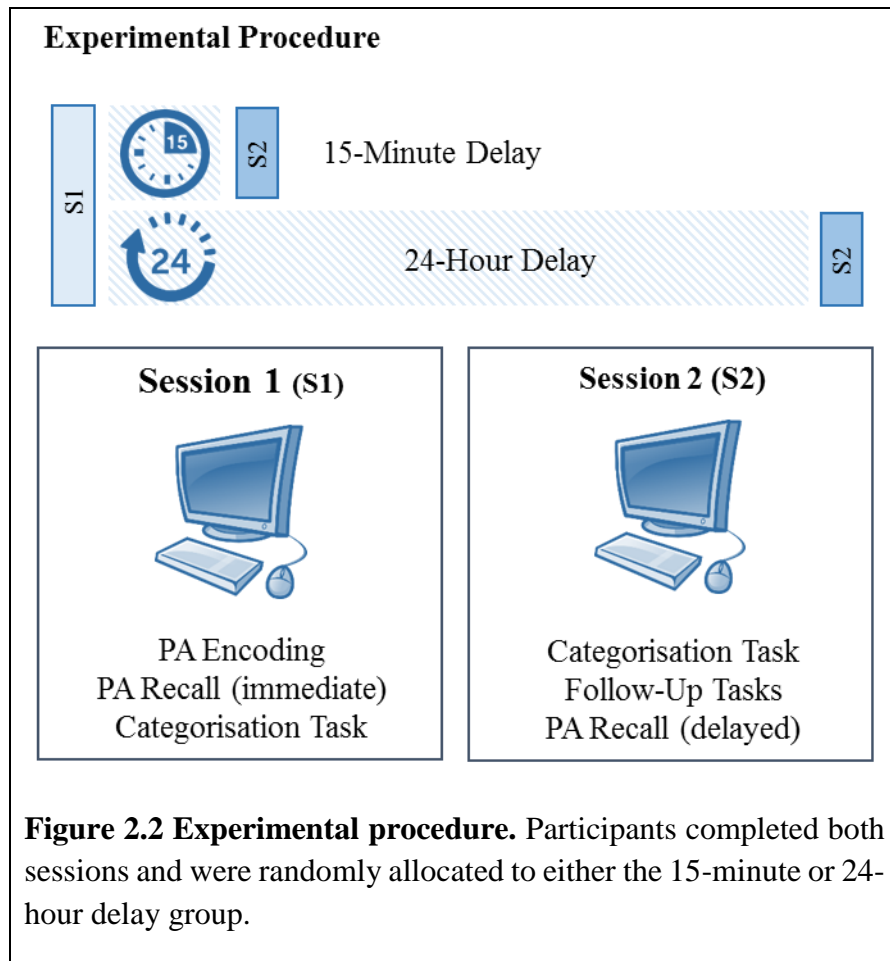 Experimental Procedure
S1
15
S2
15-Minute Delay
24
24-Hour Delay
S2
Session 1 (S1)
PA Encoding
PA Recall (immediate)
Categorisation Task
Session 2 (S2)
Categorisation Task
Follow-Up Tasks
PA Recall (delayed)
Figure 2.2 Experimental procedure. Participants completed both
sessions and were randomly allocated to either the 15-minute or 24-
hour delay group.